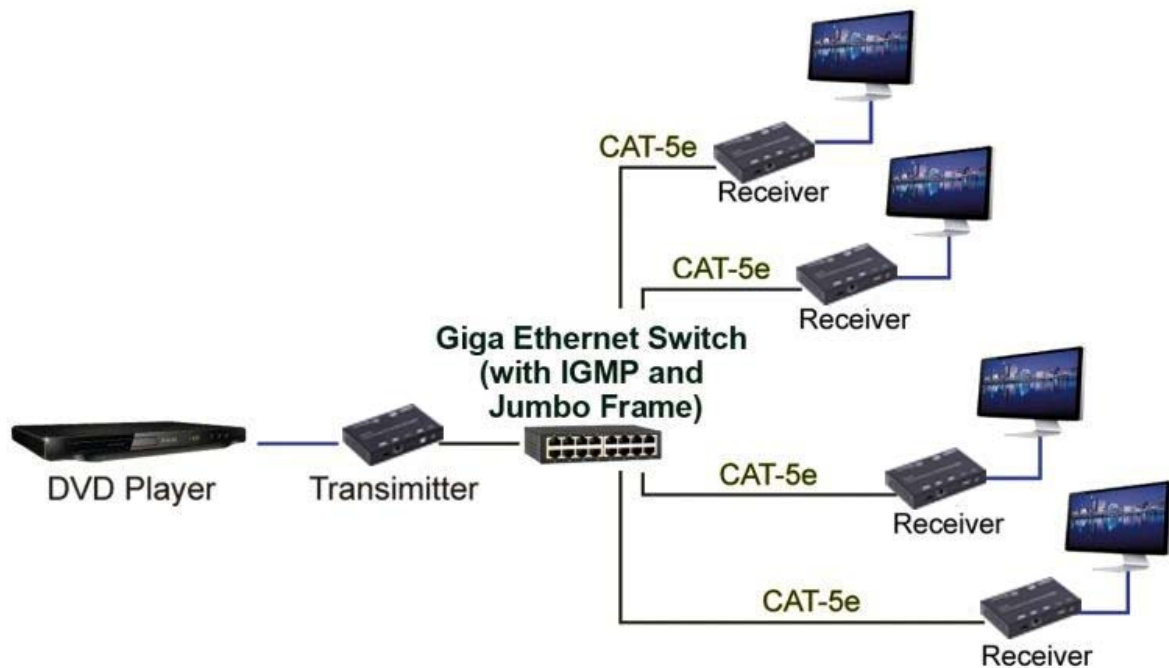 CAT-5e
Receiver
CAT-5e
Receiver
Giga Ethernet Switch
(with IGMP and
Jumbo Frame)
DVD Player
Transimitter
CAT-5e
Receiver
CAT-5e
Receiver